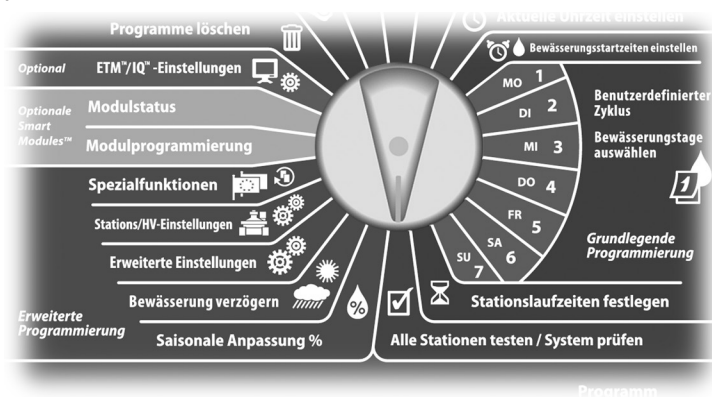 Aktuelle Uhrzeit einstellen
Programme löschen
Bewässerungsstartzeiten einstellen
Optional
ETM™/IQ™ -Einstellungen
MO 1
Optionale
Smart
Modules™
Modulstatus
DI 2
Benutzerdefinierter
Zyklus
Modulprogrammierung
MI 3
Bewässerungstage
auswählen
Spezialfunktionen
DO 4
1
Stations/HV-Einstellungen
FR 5
Grundlegende
Programmierung
Erweiterte Einstellungen
SA 6
SU 7
Bewässerung verzögern
%
Stationslaufzeiten festlegen
Erweiterte
Programmierung
Saisonale Anpassung %
Alle Stationen testen / System prüfen
Programm